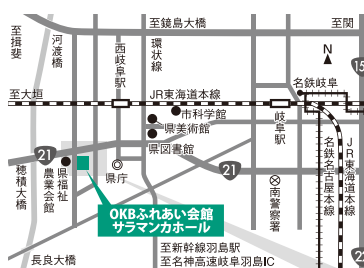 至鏡島大橋
至関
至揖斐
河渡橋
西岐阜駅
環状線
N
名鉄岐阜
15
至大垣
JR東海道本線
市科学館
県美術館
県図書館
岐阜駅
21
県福祉
農業会館
県庁
21
穂積大橋
南警察署
名鉄名古屋本線
JR東海道本線
OKBふれあい会館
サラマンカホール
至新幹線羽島駅
至名神高速岐阜羽島IC
長良大橋
21